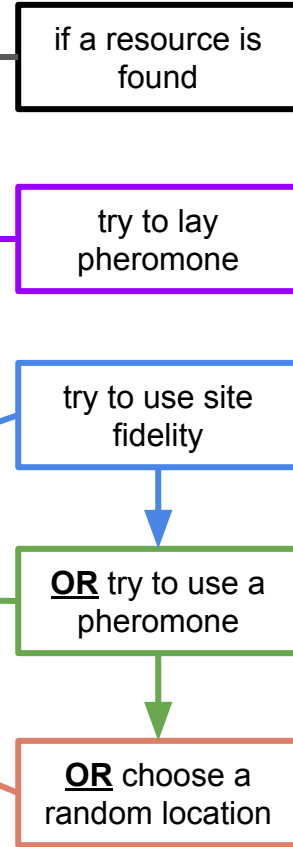 if a resource is
found
try to lay
pheromone
try to use site
fidelity
OR try to use a
pheromone
OR choose a
random location